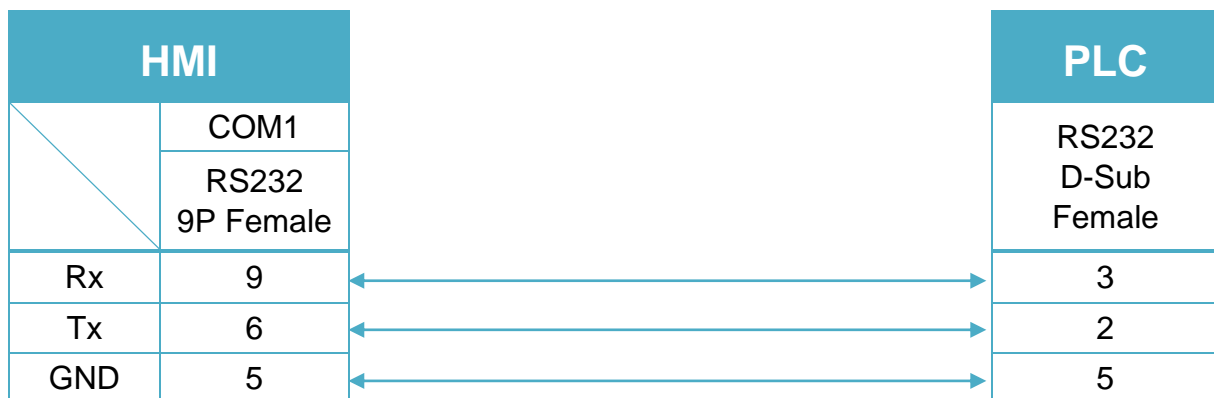 HMI
PLC
COM1
RS232
9P Female
RS232
D-Sub
Female
Rx 9 3
Tx 6 2
GND 5 5